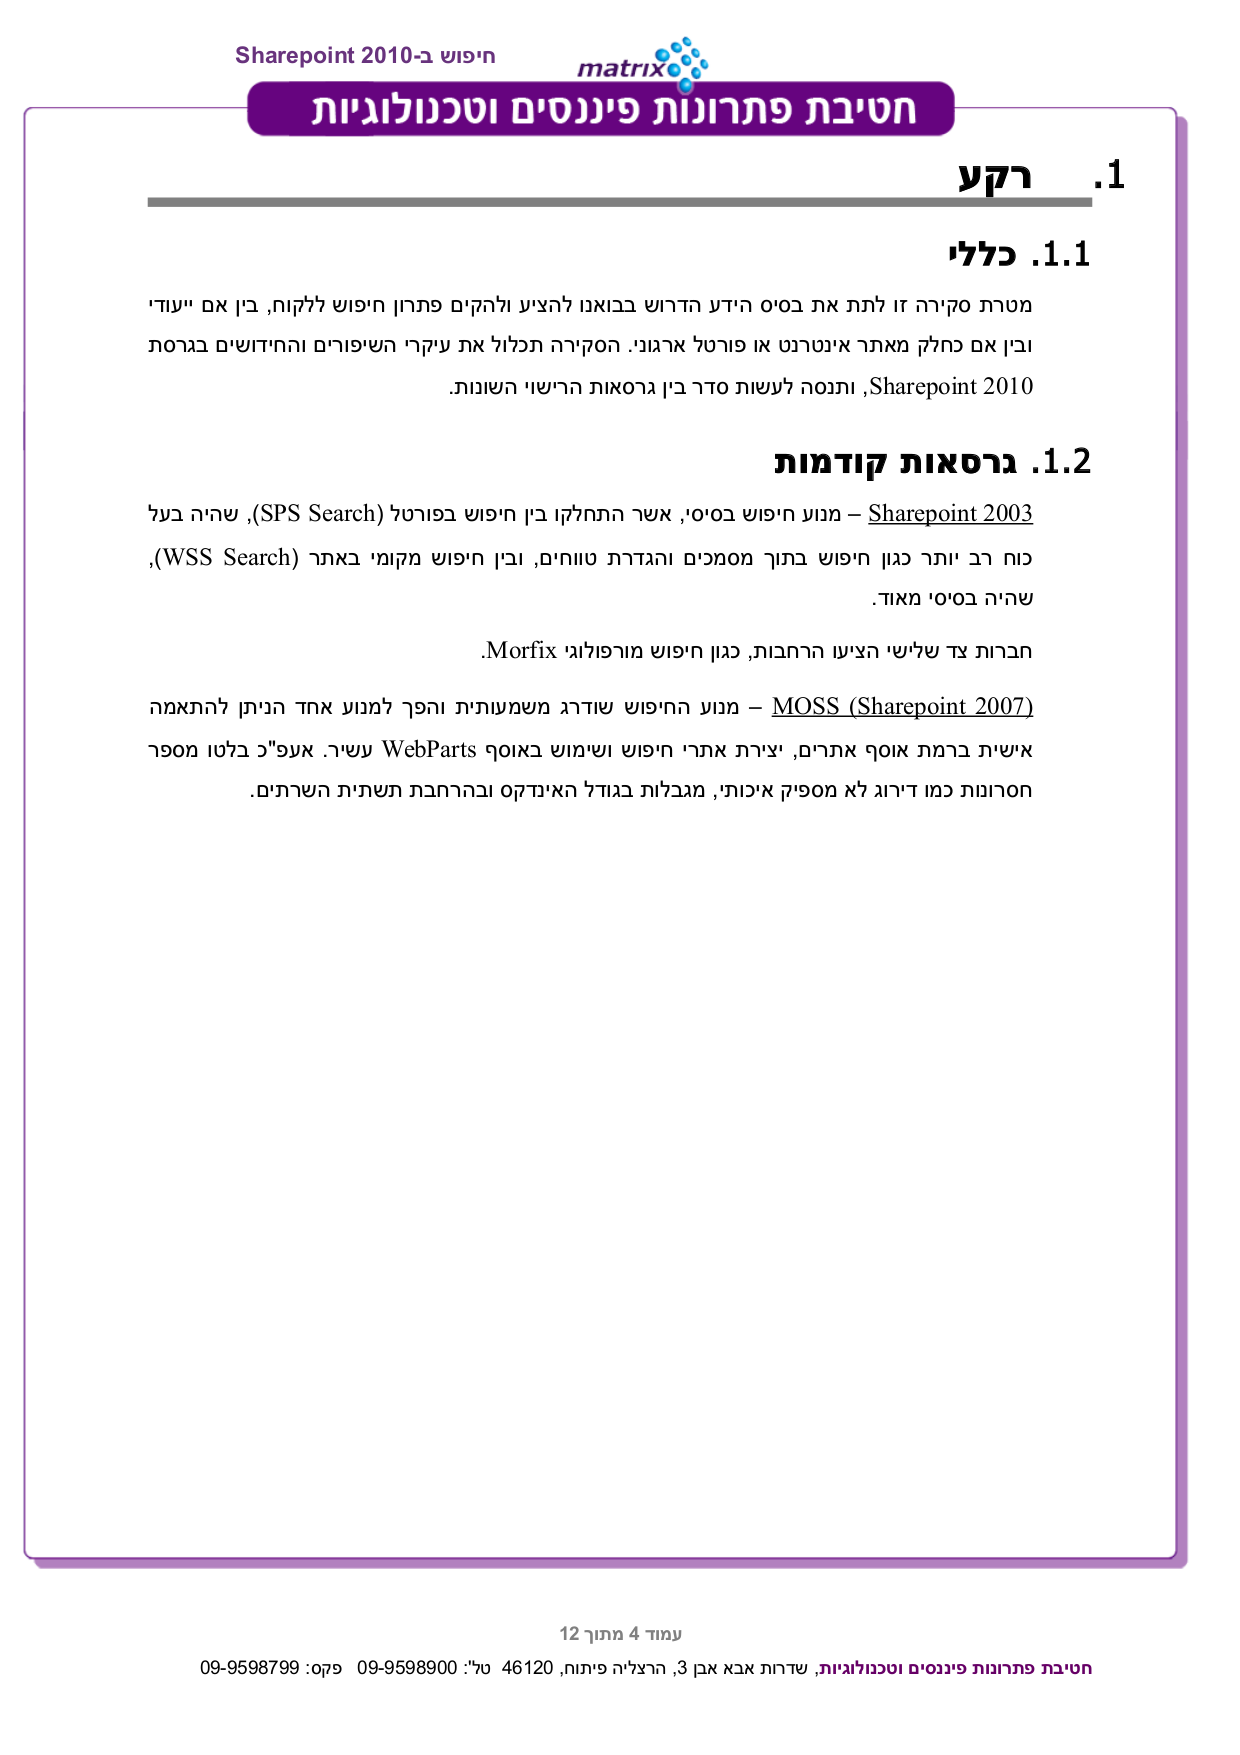 חיפוש ב-Sharepoint 2010
matrix
חטיבת פתרונות פיננסים וטכנולוגיות
1. רקע
1.1. כללי
מטרת סקירה זו לתת את בסיס הידע הדרוש בבואנו להציע ולהקים פתרון חיפוש ללקוח, בין אם ייעודי
ובין אם כחלק מאתר אינטרנט או פורטל ארגוני. הסקירה תכלול את עיקרי השיפורים והחידושים בגרסת
Sharepoint 2010, ותנסה לעשות סדר בין גרסאות הרישוי השונות.
1.2. גרסאות קודמות
Sharepoint 2003 – מנוע חיפוש בסיסי, אשר התחלקו בין חיפוש בפורטל (SPS Search), שהיה בעל
כוח רב יותר כגון חיפוש בתוך מסמכים והגדרת טווחים, ובין חיפוש מקומי באתר (WSS Search),
שהיה בסיסי מאוד.
חברות צד שלישי הציעו הרחבות, כגון חיפוש מורפולוגי Morfix.
MOSS (Sharepoint 2007) – מנוע החיפוש שודרג משמעותית והפך למנוע אחד הניתן להתאמה
אישית ברמת אוסף אתרים, יצירת אתרי חיפוש ושימוש באוסף WebParts עשיר. אעפ"כ בלטו מספר
חסרונות כמו דירוג לא מספיק איכותי, מגבלות בגודל האינדקס ובהרחבת תשתית השרתים.
עמוד 4 מתוך 12
חטיבת פתרונות פיננסים וטכנולוגיות, שדרות אבא אבן 3, הרצליה פיתוח, 46120 טל': 09-9598900 פקס: 09-9598799